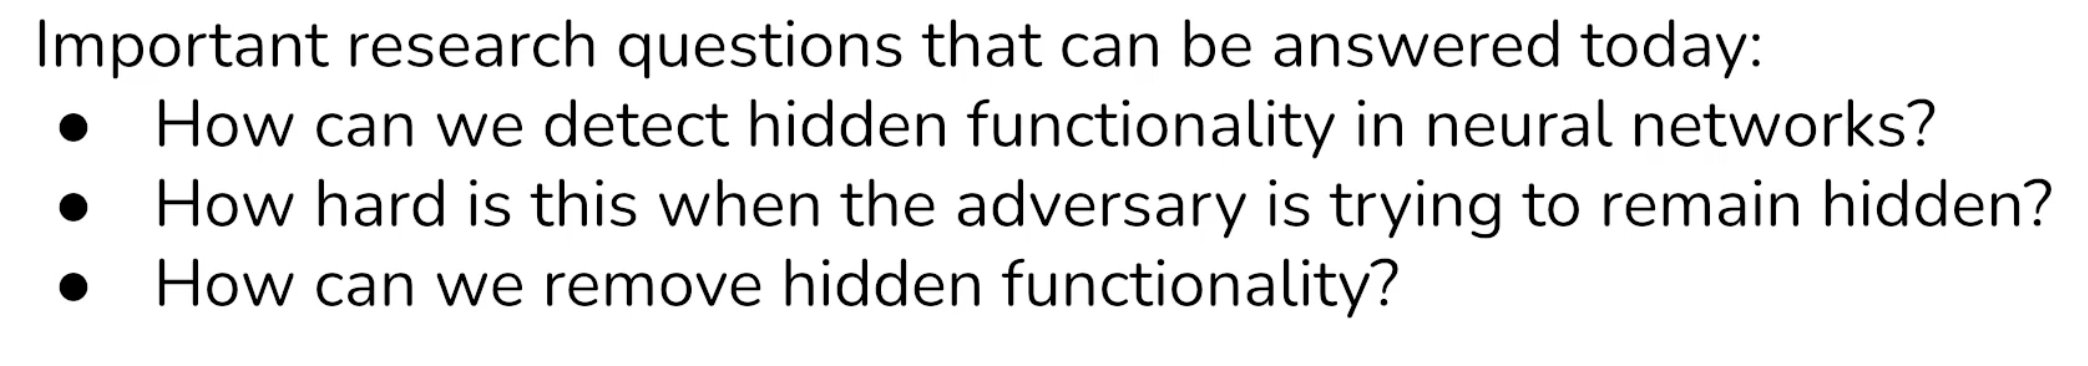 Important research questions that can be answered today:
● How can we detect hidden functionality in neural networks?
● How hard is this when the adversary is trying to remain hidden?
● How can we remove hidden functionality?